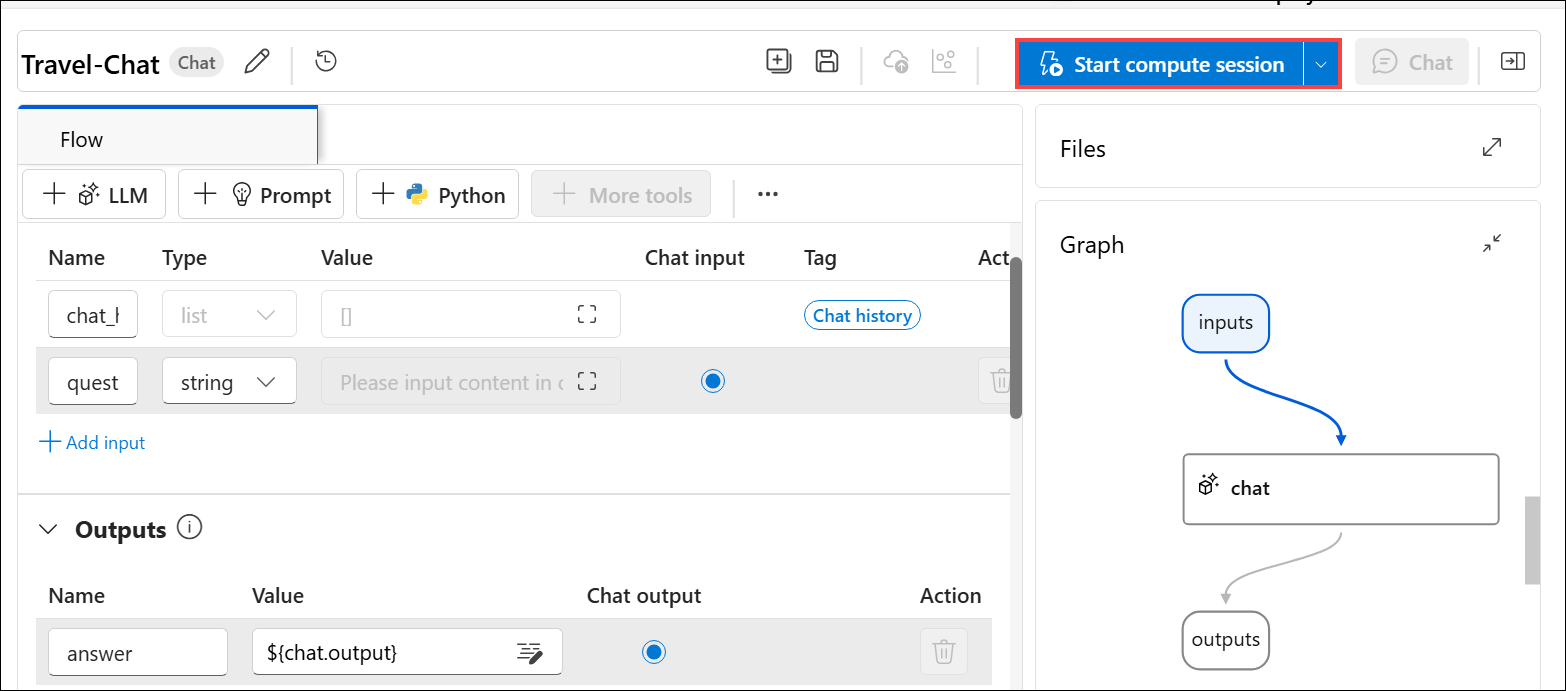 Travel-Chat Chat Start compute session Chat
Flow
LLM Prompt Python More tools ...
Name Type Value Chat input Tag Act
chat_h list [] Chat history
quest string Please input content in c
Add input
Outputs
Name Value Chat output Action
answer ${chat.output}
Files
Graph
inputs
chat
outputs